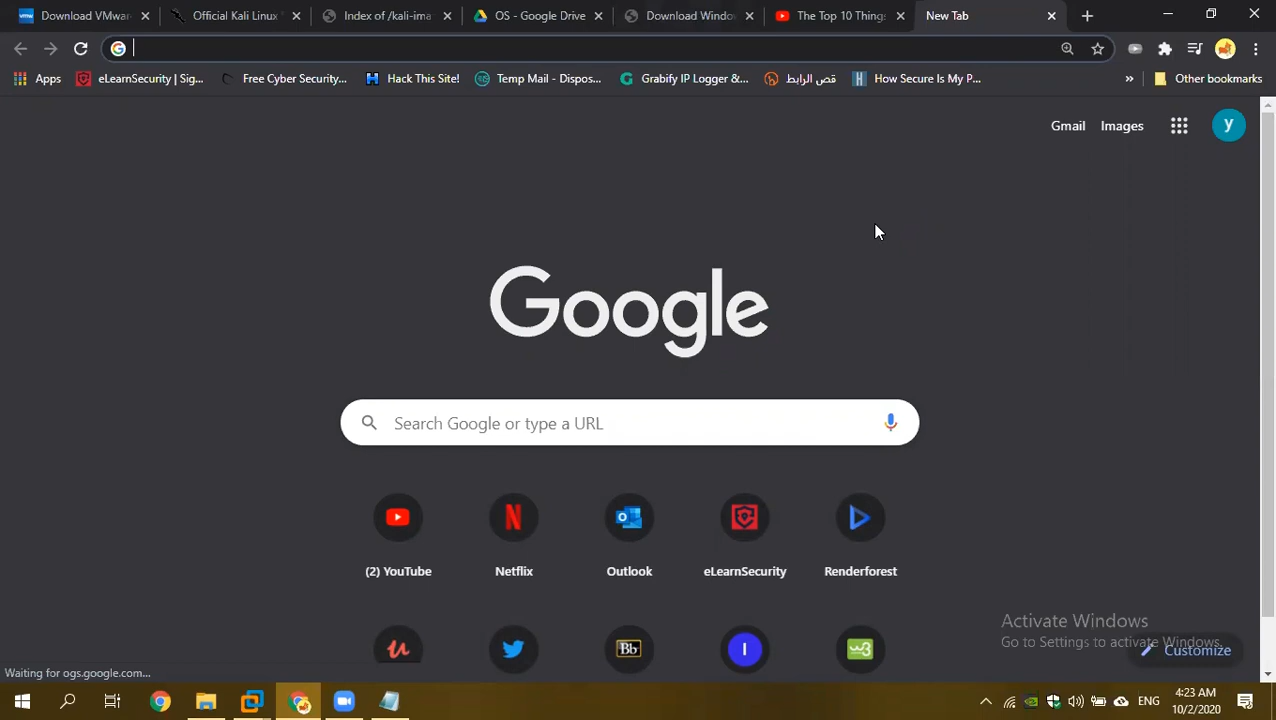 Download VMware
Official Kali Linux
Index of /kali-ima
OS - Google Drive
Download Windo
The Top 10 Things
New Tab
Apps
eLearnSecurity | Sig...
Free Cyber Security...
Hack This Site!
Temp Mail - Dispos...
Grabify IP Logger &...
قص الرابط
How Secure Is My P...
»
Other bookmarks
Gmail
Images
y
Google
Search Google or type a URL
(2) YouTube
Netflix
Outlook
eLearnSecurity
Renderforest
Bb
I
w3
Activate Windows
Go to Settings to activate Windows.
Customize
Waiting for ogs.google.com...
ENG
4:23 AM
10/2/2020